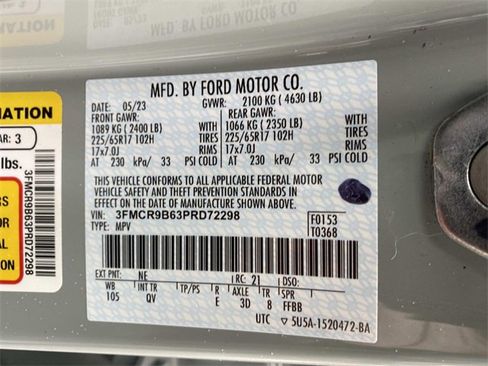 MFD. BY FORD MOTOR CO.
DATE: 05/23 GVWR: 2100 KG ( 4630 LB)
FRONT GAWR: REAR GAWR:
1089 KG ( 2400 LB) 1066 KG ( 2350 LB)
225/65R17 102H TIRES 225/65R17 102H
17x7.0J RIMS 17x7.0J
AT 230 kPa/ 33 PSI COLD AT 230 kPa/ 33 PSI COLD
THIS VEHICLE CONFORMS TO ALL APPLICABLE FEDERAL MOTOR
VEHICLE SAFETY AND THEFT PREVENTION STANDARDS IN
EFFECT ON THE DATE OF MANUFACTURE SHOWN ABOVE.
VIN: 3FMCR9B63PRD72298 F0153
TYPE: MPV T0368
EXT PNT: NE RC: 21 DSO:
WB INT TR TP/PS R AXLE TR SPR
105 QV E 3D 8 FFBB
UTC 5U5A-1520472-BA
MATION
AR: 3
lbs.
3FMCR9B63PRD72298
RS
TO
OR